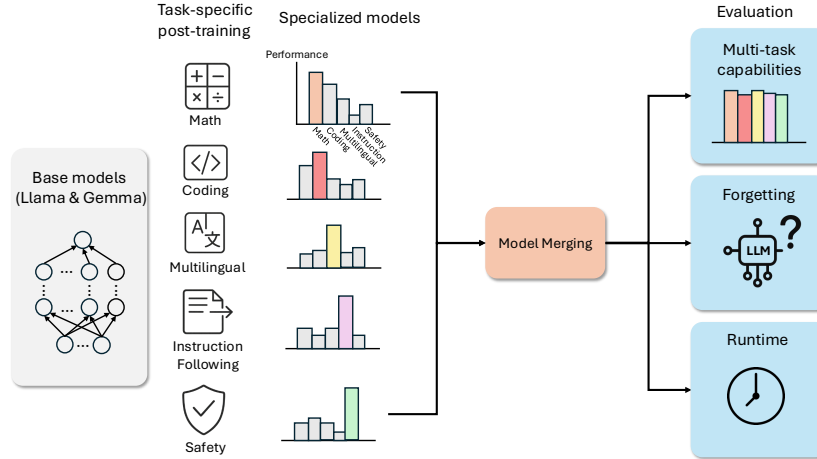 Task-specific
post-training
Specialized models
Evaluation
Base models
(Llama & Gemma)
Math
Coding
A
文
Multilingual
Instruction
Following
Safety
Performance
Math
Coding
Multilingual
Instruction
Safety
Model Merging
Multi-task
capabilities
Forgetting
LLM
?
Runtime